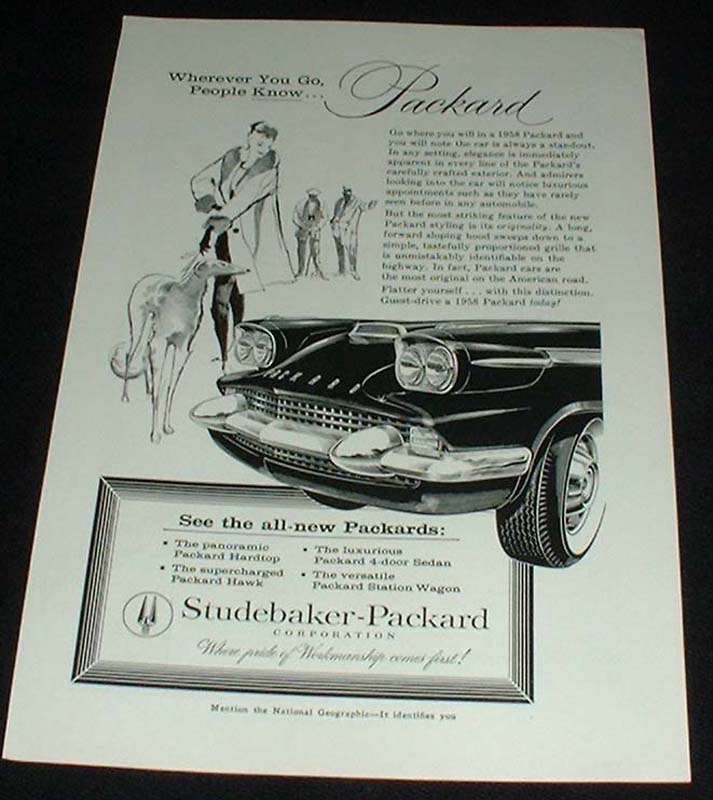 Wherever You Go,
People Know...
Packard
Go where you will in a 1958 Packard and
you will note the car is always a standout.
In any setting, elegance is immediately
apparent in every line of the Packard's
carefully crafted exterior. And admirers
looking into the car will notice luxurious
appointments such as they have rarely
seen before in any automobile.
But the most striking feature of the new
Packard styling is its originality. A long,
forward sloping hood sweeps down to a
simple, tastefully proportioned grille that
is unmistakably identifiable on the
highway. In fact, Packard cars are
the most original on the American road.
Flatter yourself... with this distinction.
Guest-drive a 1958 Packard today!
PACKARD
See the all-new Packards:
• The panoramic
Packard Hardtop
• The supercharged
Packard Hawk
• The luxurious
Packard 4-door Sedan
• The versatile
Packard Station Wagon
Studebaker-Packard
CORPORATION
Where pride of Workmanship comes first!
Mention the National Geographic—It identifies you